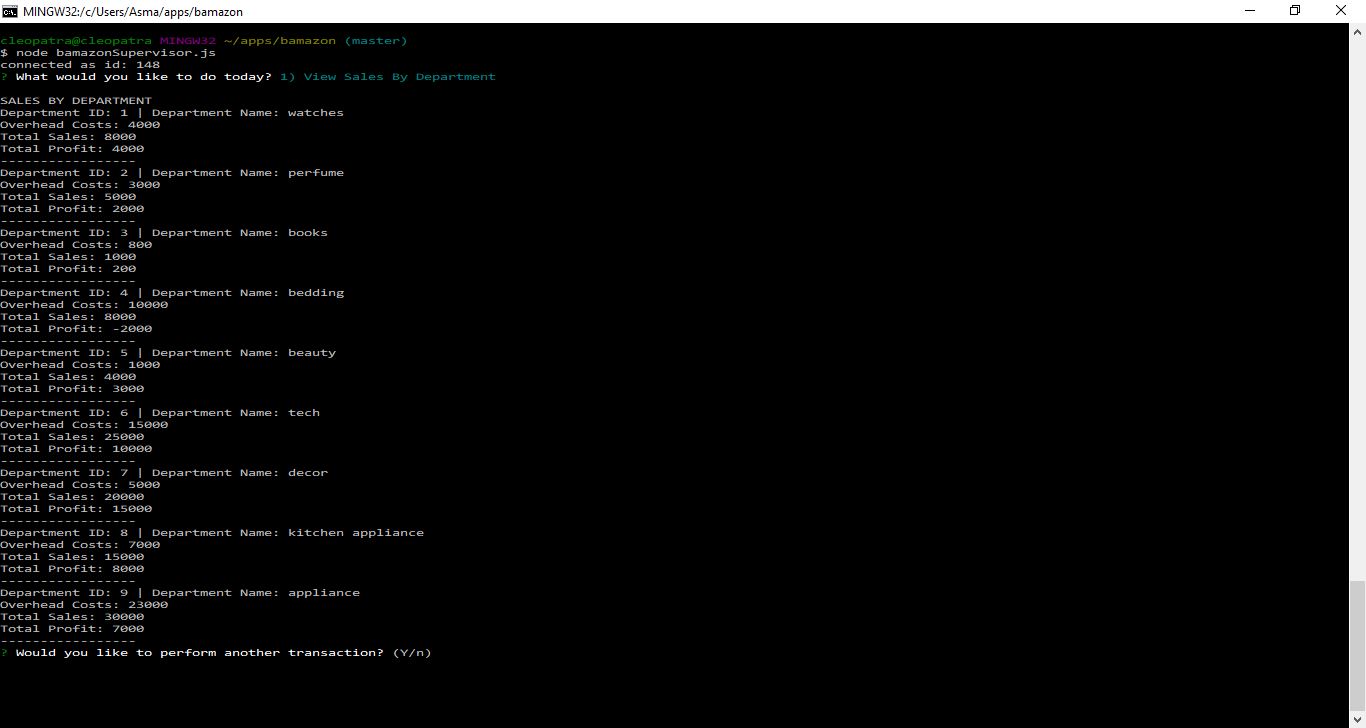 MINGW32:/c/Users/Asma/apps/bamazon
cleopatra@cleopatra MINGW32 ~/apps/bamazon (master)
$ node bamazonSupervisor.js
connected as id: 148
? What would you like to do today? 1) View Sales By Department
SALES BY DEPARTMENT
Department ID: 1 | Department Name: watches
Overhead Costs: 4000
Total Sales: 8000
Total Profit: 4000
-----------------
Department ID: 2 | Department Name: perfume
Overhead Costs: 3000
Total Sales: 5000
Total Profit: 2000
-----------------
Department ID: 3 | Department Name: books
Overhead Costs: 800
Total Sales: 1000
Total Profit: 200
-----------------
Department ID: 4 | Department Name: bedding
Overhead Costs: 10000
Total Sales: 8000
Total Profit: -2000
-----------------
Department ID: 5 | Department Name: beauty
Overhead Costs: 1000
Total Sales: 4000
Total Profit: 3000
-----------------
Department ID: 6 | Department Name: tech
Overhead Costs: 15000
Total Sales: 25000
Total Profit: 10000
-----------------
Department ID: 7 | Department Name: decor
Overhead Costs: 5000
Total Sales: 20000
Total Profit: 15000
-----------------
Department ID: 8 | Department Name: kitchen appliance
Overhead Costs: 7000
Total Sales: 15000
Total Profit: 8000
-----------------
Department ID: 9 | Department Name: appliance
Overhead Costs: 23000
Total Sales: 30000
Total Profit: 7000
-----------------
? Would you like to perform another transaction? (Y/n)